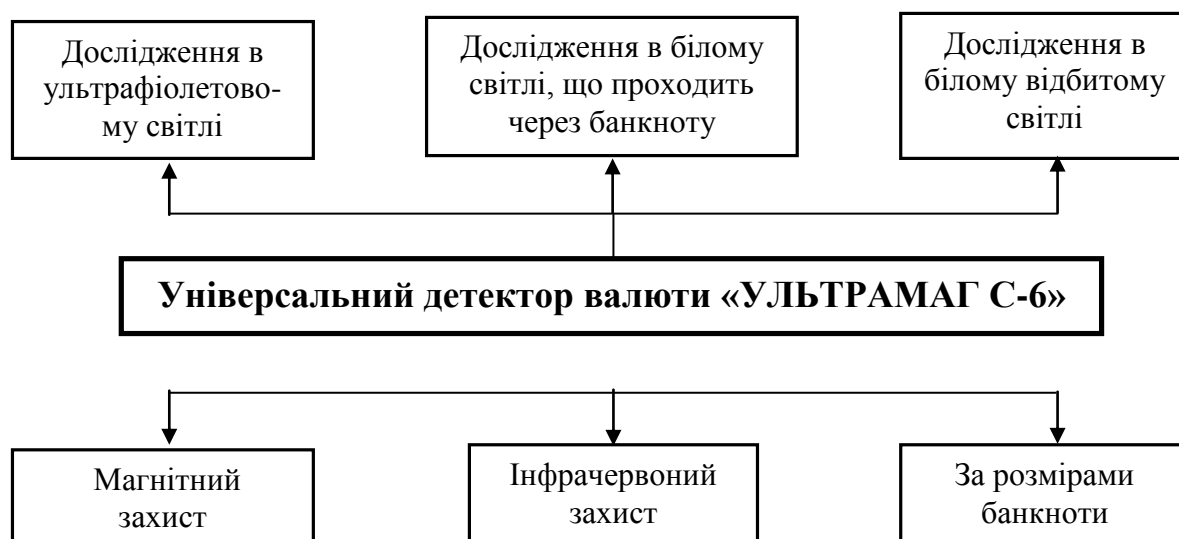 Дослідження в
ультрафіолетово-
му світлі
Дослідження в білому
світлі, що проходить
через банкноту
Дослідження в
білому відбитому
світлі
Універсальний детектор валюти «УЛЬТРАМАГ С-6»
Магнітний
захист
Інфрачервоний
захист
За розмірами
банкноти